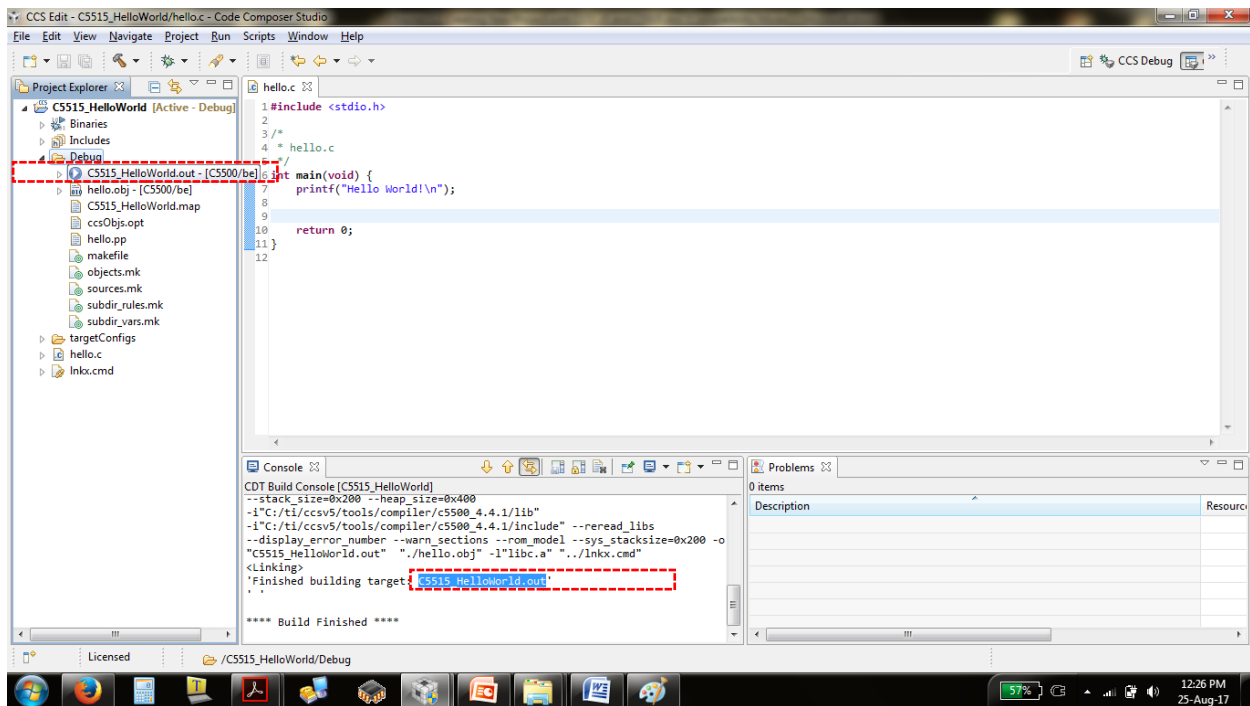 CCS Edit - C5515_HelloWorld/hello.c - Code Composer Studio
File Edit View Navigate Project Run Scripts Window Help
CCS Debug
Project Explorer
hello.c
C5515_HelloWorld [Active - Debug]
Binaries
Includes
Debug
C5515_HelloWorld.out - [C5500/be]
hello.obj - [C5500/be]
C5515_HelloWorld.map
ccsObjs.opt
hello.pp
makefile
objects.mk
sources.mk
subdir_rules.mk
subdir_vars.mk
targetConfigs
hello.c
lnkx.cmd
1 #include <stdio.h>
2
3 /*
4 * hello.c
5 */
6 int main(void) {
7 printf("Hello World!\n");
8
9
10 return 0;
11 }
12
Console
CDT Build Console [C5515_HelloWorld]
--stack_size=0x200 --heap_size=0x400
-i"C:/ti/ccsv5/tools/compiler/c5500_4.4.1/lib"
-i"C:/ti/ccsv5/tools/compiler/c5500_4.4.1/include" --reread_libs
--display_error_number --warn_sections --rom_model --sys_stacksize=0x200 -o
"C5515_HelloWorld.out" "./hello.obj" -l"libc.a" "../lnkx.cmd"
<Linking>
'Finished building target: C5515_HelloWorld.out'
' '
**** Build Finished ****
Problems
0 items
Description
Resourc
Licensed
/C5515_HelloWorld/Debug
57%
12:26 PM
25-Aug-17